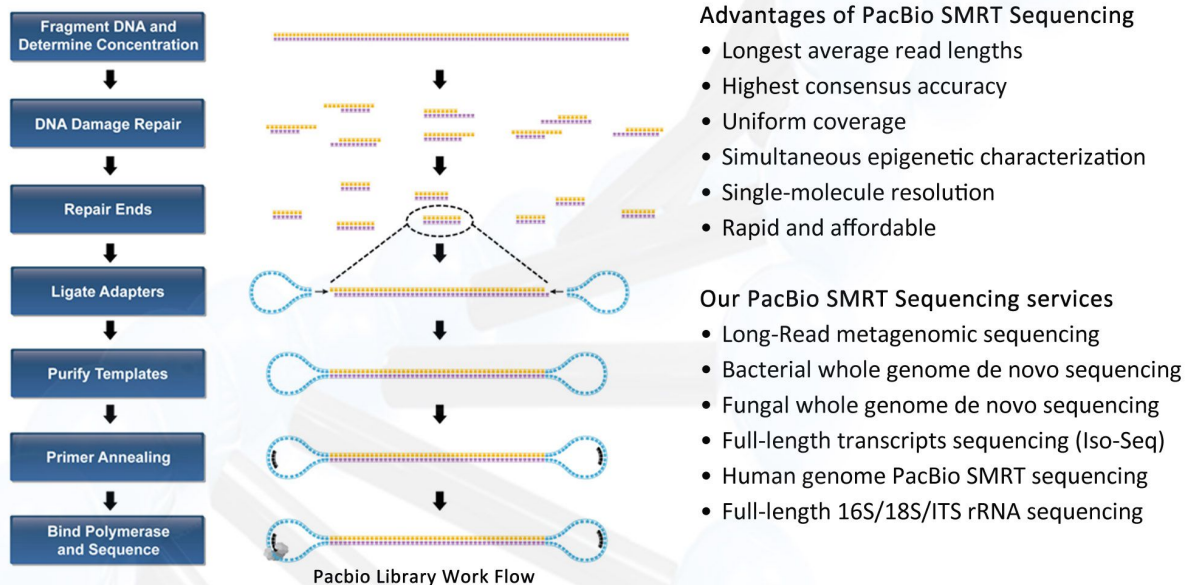 Fragment DNA and
Determine Concentration
DNA Damage Repair
Repair Ends
Ligate Adapters
Purify Templates
Primer Annealing
Bind Polymerase
and Sequence
Pacbio Library Work Flow
Advantages of PacBio SMRT Sequencing
• Longest average read lengths
• Highest consensus accuracy
• Uniform coverage
• Simultaneous epigenetic characterization
• Single-molecule resolution
• Rapid and affordable
Our PacBio SMRT Sequencing services
• Long-Read metagenomic sequencing
• Bacterial whole genome de novo sequencing
• Fungal whole genome de novo sequencing
• Full-length transcripts sequencing (Iso-Seq)
• Human genome PacBio SMRT sequencing
• Full-length 16S/18S/ITS rRNA sequencing